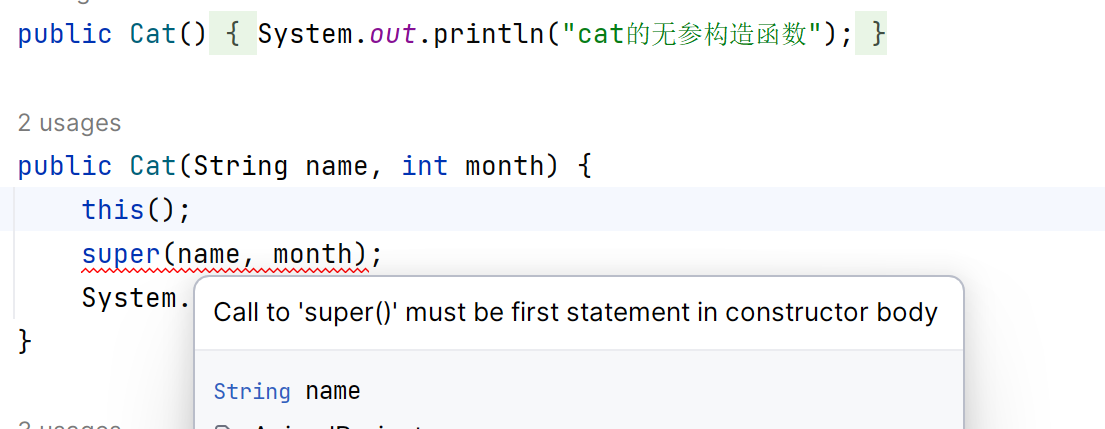 public Cat() { System.out.println("cat的无参构造函数"); }
2 usages
public Cat(String name, int month) {
this();
super(name, month);
System.
Call to 'super()' must be first statement in constructor body
}
String name